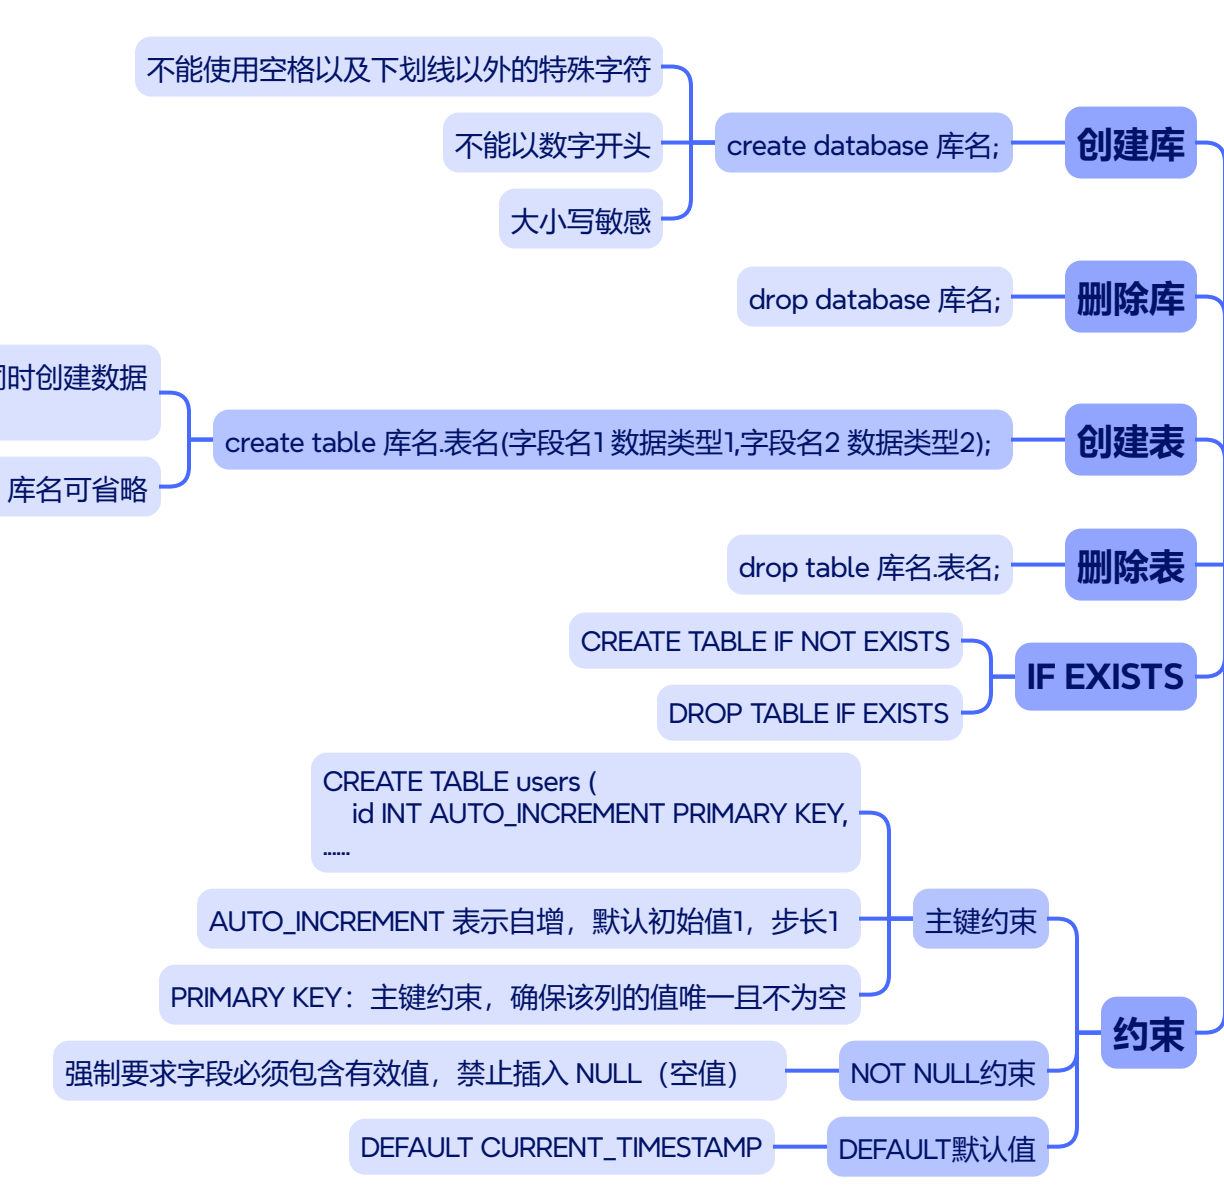 创建库
create database 库名;
不能使用空格以及下划线以外的特殊字符
不能以数字开头
大小写敏感
删除库
drop database 库名;
创建表
create table 库名.表名(字段名1 数据类型1,字段名2 数据类型2);
时创建数据
库名可省略
删除表
drop table 库名.表名;
IF EXISTS
CREATE TABLE IF NOT EXISTS
DROP TABLE IF EXISTS
约束
主键约束
CREATE TABLE users (
id INT AUTO_INCREMENT PRIMARY KEY,
......
AUTO_INCREMENT 表示自增，默认初始值1，步长1
PRIMARY KEY：主键约束，确保该列的值唯一且不为空
NOT NULL约束
强制要求字段必须包含有效值，禁止插入 NULL（空值）
DEFAULT默认值
DEFAULT CURRENT_TIMESTAMP